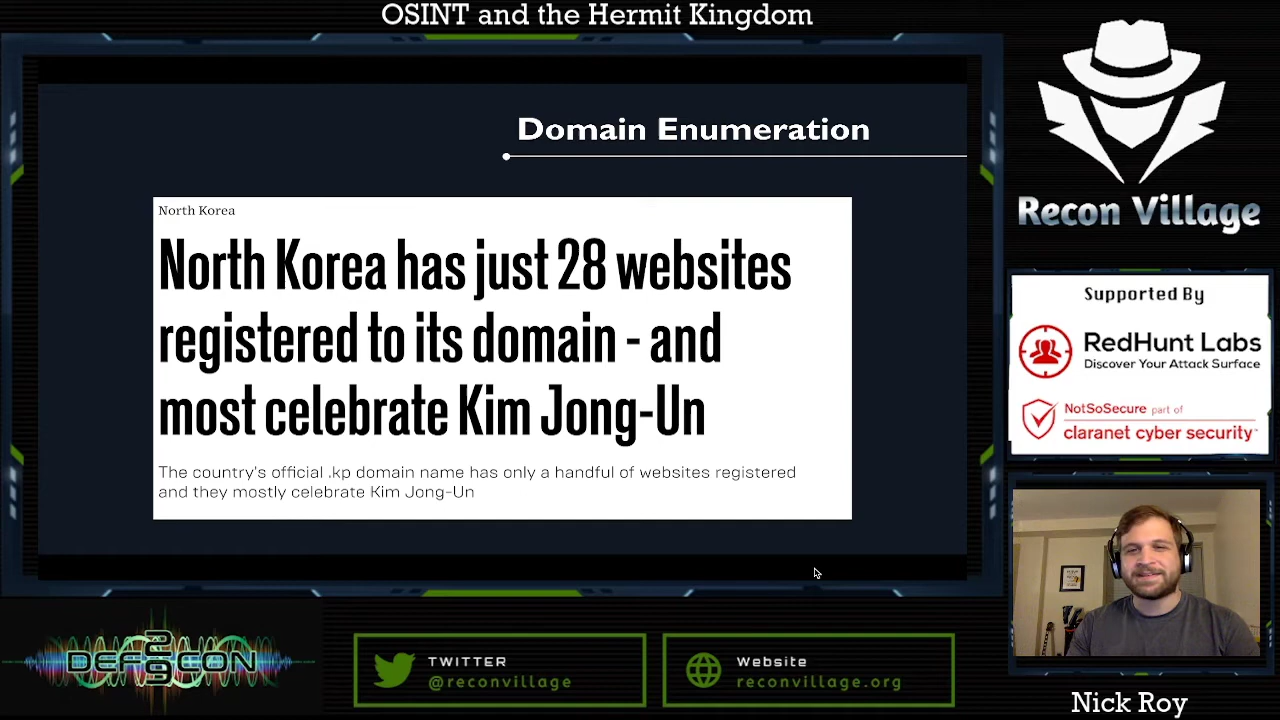 OSINT and the Hermit Kingdom
Domain Enumeration
North Korea
North Korea has just 28 websites
registered to its domain - and
most celebrate Kim Jong-Un
The country's official .kp domain name has only a handful of websites registered
and they mostly celebrate Kim Jong-Un
Recon Village
Supported By
RedHunt Labs
Discover Your Attack Surface
NotSoSecure part of
claranet cyber security
DEFCON
29
TWITTER
@reconvillage
Website
reconvillage.org
Nick Roy